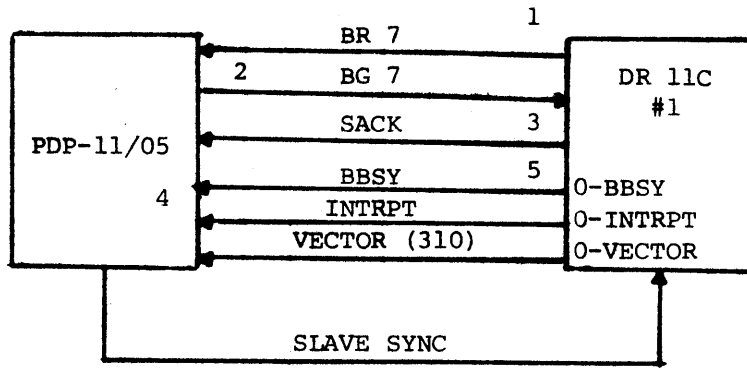 1
BR 7
2
BG 7
DR 11C
#1
SACK
3
PDP-11/05
BBSY
5
0-BBSY
4
INTRPT
0-INTRPT
VECTOR (310)
0-VECTOR
SLAVE SYNC